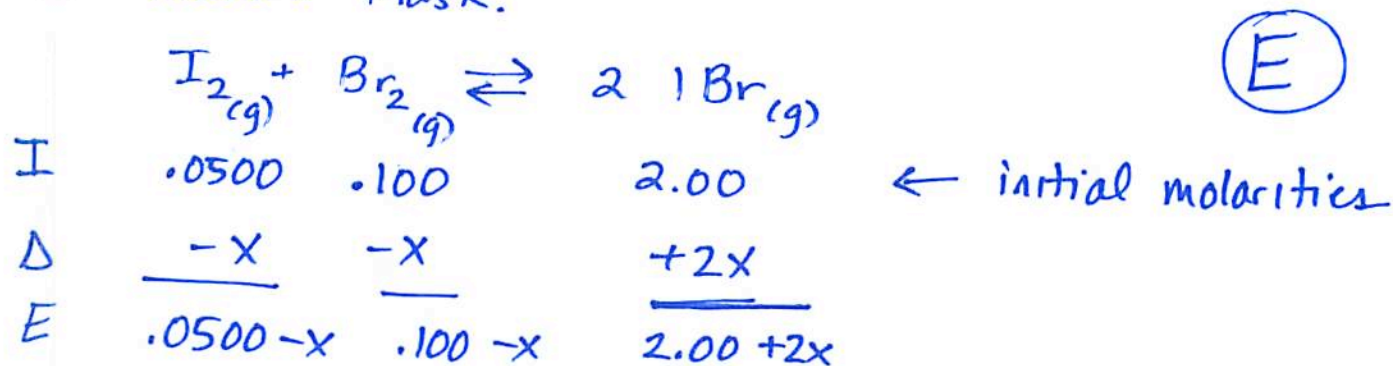 I₂(g) + Br₂(g) ⇌ 2 IBr(g)
E
I .0500 .100 2.00 ← initial molarities
Δ -x -x +2x
E .0500-x .100-x 2.00+2x